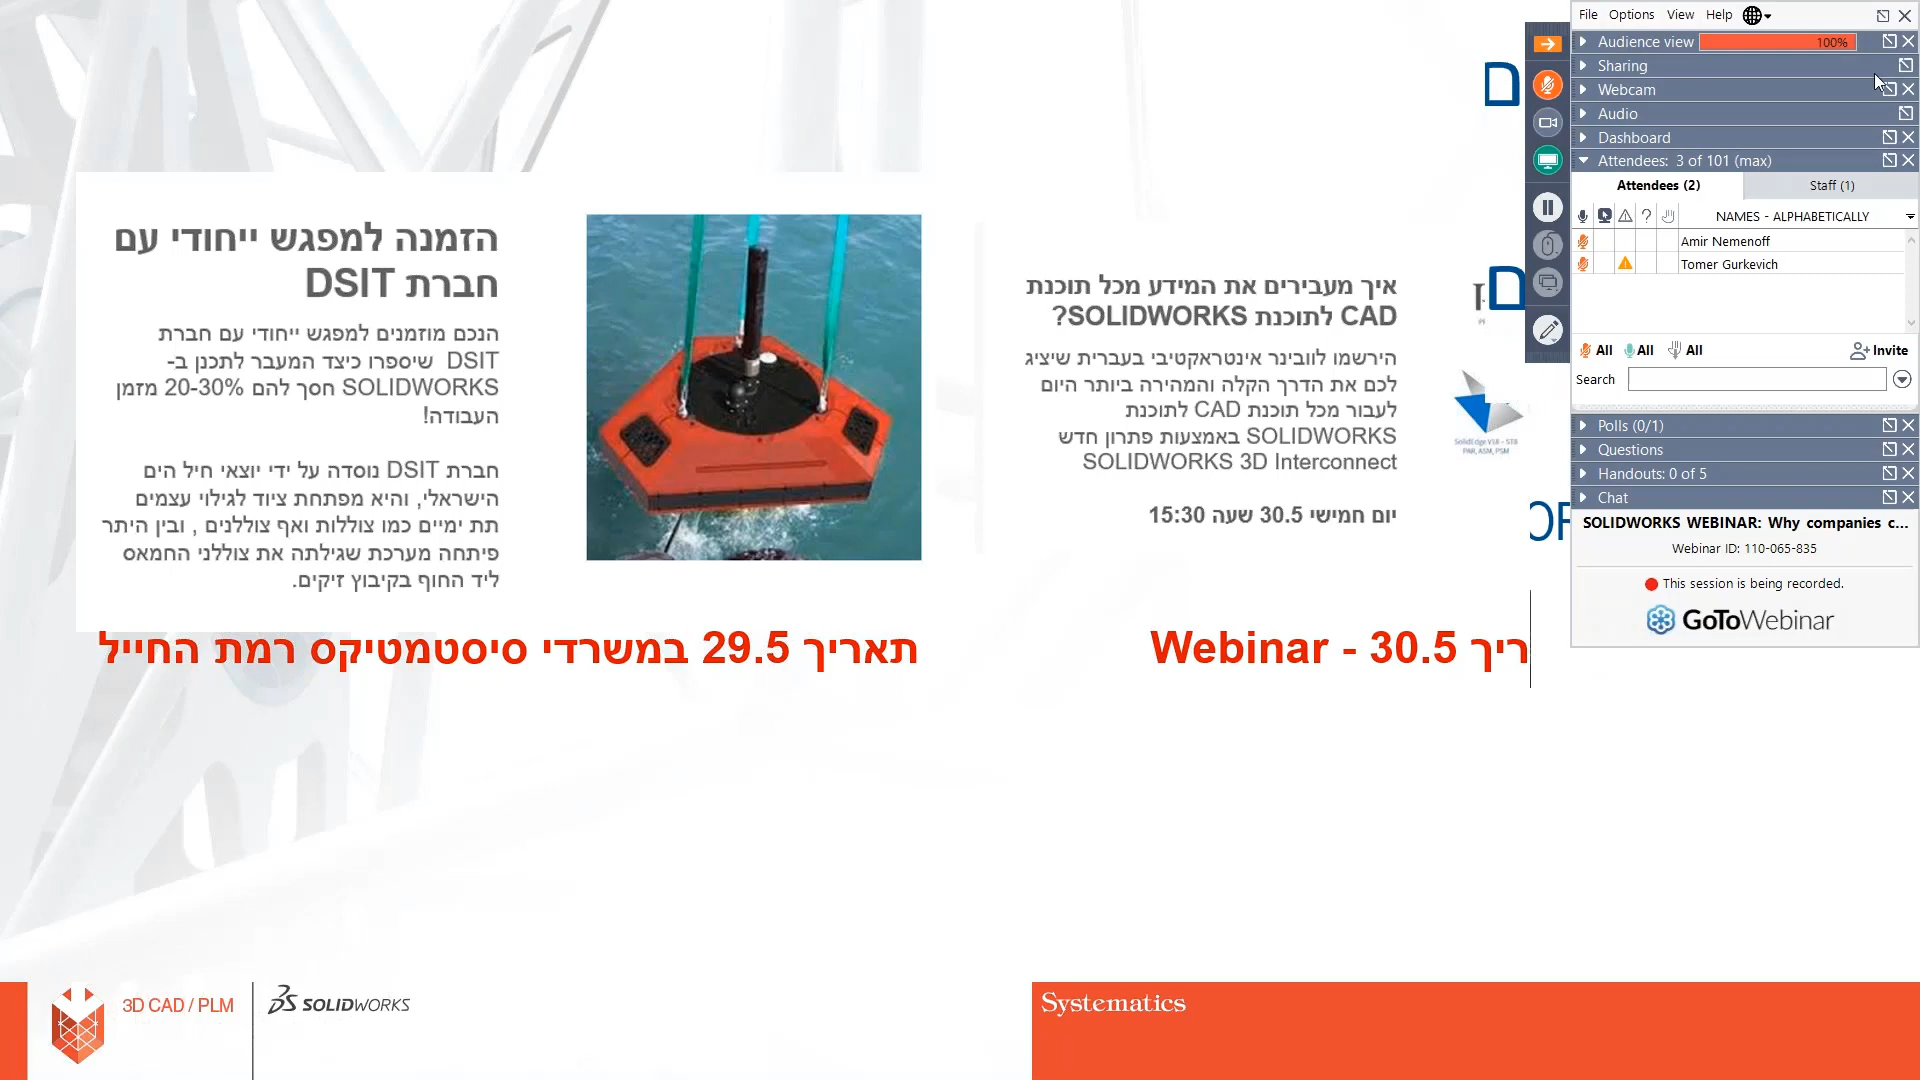 הזמנה למפגש ייחודי עם
חברת DSIT
הנכם מוזמנים למפגש ייחודי עם חברת
DSIT שיספרו כיצד המעבר לתכנן ב-
SOLIDWORKS חסך להם 20-30% מזמן
העבודה!
חברת DSIT נוסדה על ידי יוצאי חיל הים
הישראלי, והיא מפתחת ציוד לגילוי עצמים
תת ימיים כמו צוללות ואף צוללנים , ובין היתר
פיתחה מערכת שגילתה את צוללני החמאס
ליד החוף בקיבוץ זיקים.
תאריך 29.5 במשרדי סיסטמטיקס רמת החייל
איך מעבירים את המידע מכל תוכנת
CAD לתוכנת SOLIDWORKS?
הירשמו לוובינר אינטראקטיבי בעברית שיציג
לכם את הדרך הקלה והמהירה ביותר היום
לעבור מכל תוכנת CAD לתוכנת
SOLIDWORKS באמצעות פתרון חדש
SOLIDWORKS 3D Interconnect
יום חמישי 30.5 שעה 15:30
ריך 30.5 - Webinar
ם
ם
SolidEdge V18 – ST8
PAR, ASM, PSM
File Options View Help
Audience view 100%
Sharing
Webcam
Audio
Dashboard
Attendees: 3 of 101 (max)
Attendees (2) Staff (1)
? NAMES - ALPHABETICALLY
Amir Nemenoff
Tomer Gurkevich
All All All Invite
Search
Polls (0/1)
Questions
Handouts: 0 of 5
Chat
SOLIDWORKS WEBINAR: Why companies c...
Webinar ID: 110-065-835
This session is being recorded.
GoToWebinar
3D CAD / PLM
SOLIDWORKS
Systematics